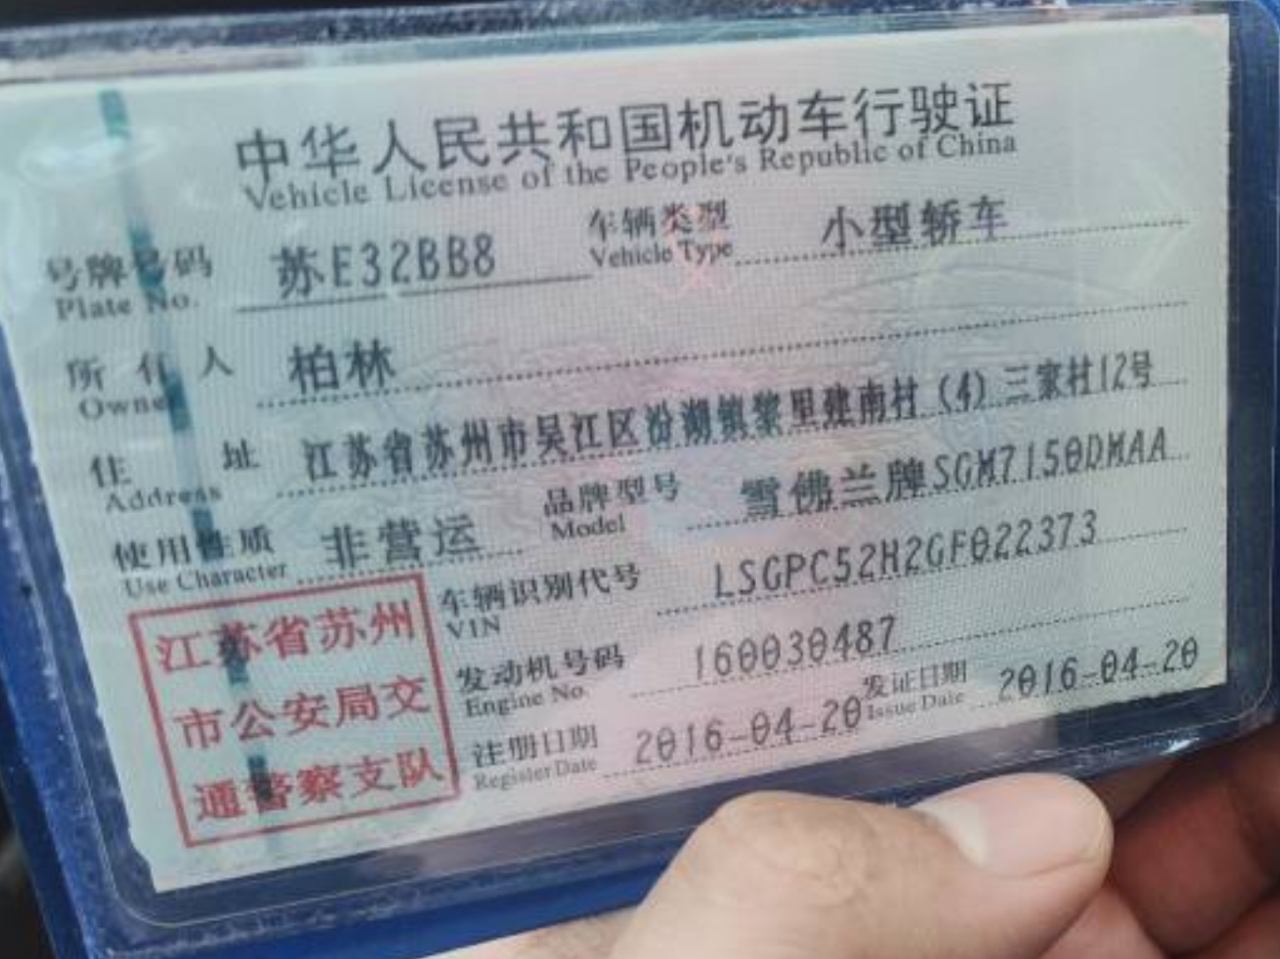 中华人民共和国机动车行驶证
Vehicle License of the People's Republic of China
号牌号码 苏E32BB8 车辆类型 小型轿车
Plate No. Vehicle Type
所有人 柏林
Owner
住址 江苏省苏州市吴江区汾湖镇黎里建南村(4)三家村12号
Address
使用性质 非营运 品牌型号 雪佛兰牌SGM7150DMAA
Use Character Model
车辆识别代号 LSGPC52H2GF022373
VIN
发动机号码 160030487
Engine No.
注册日期 2016-04-20 发证日期 2016-04-20
Register Date Issue Date
江苏省苏州
市公安局交
通警察支队